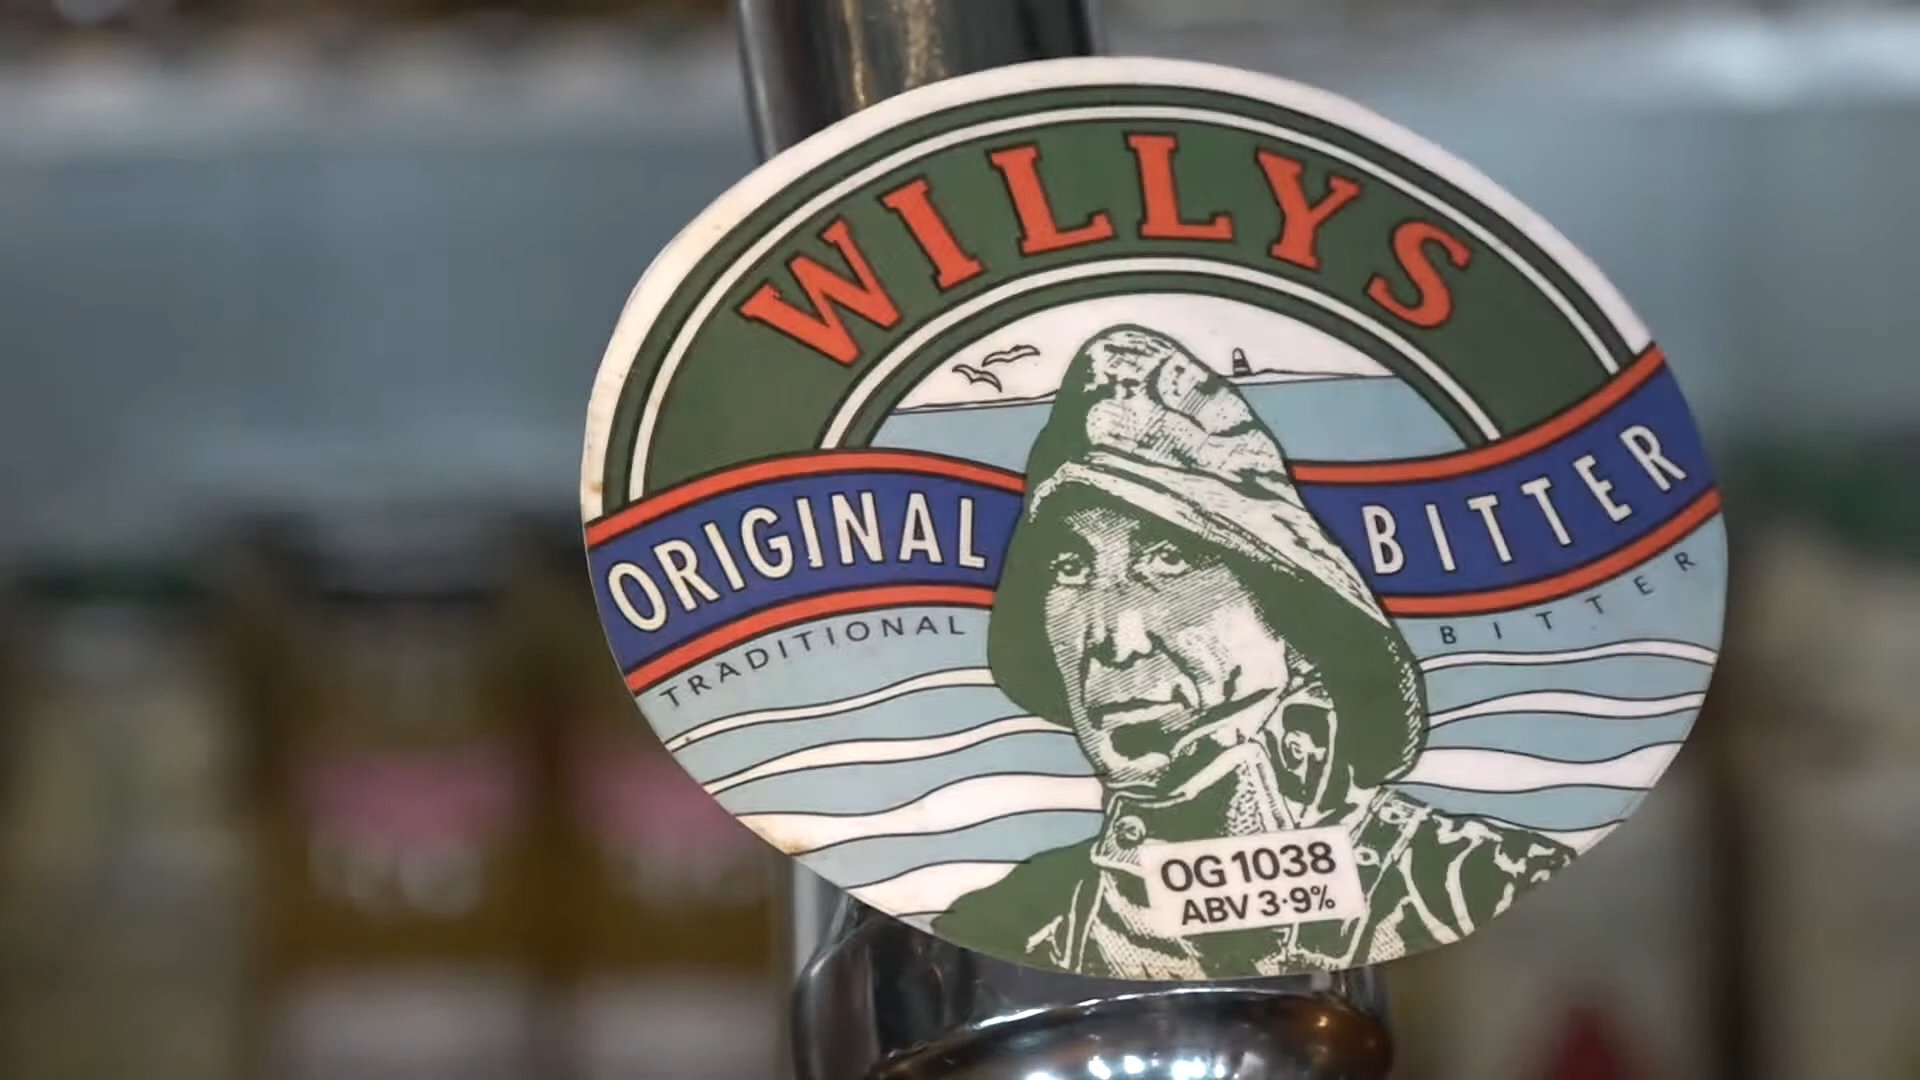 WILLYS
ORIGINAL BITTER
TRADITIONAL BITTER
OG 1038
ABV 3·9%